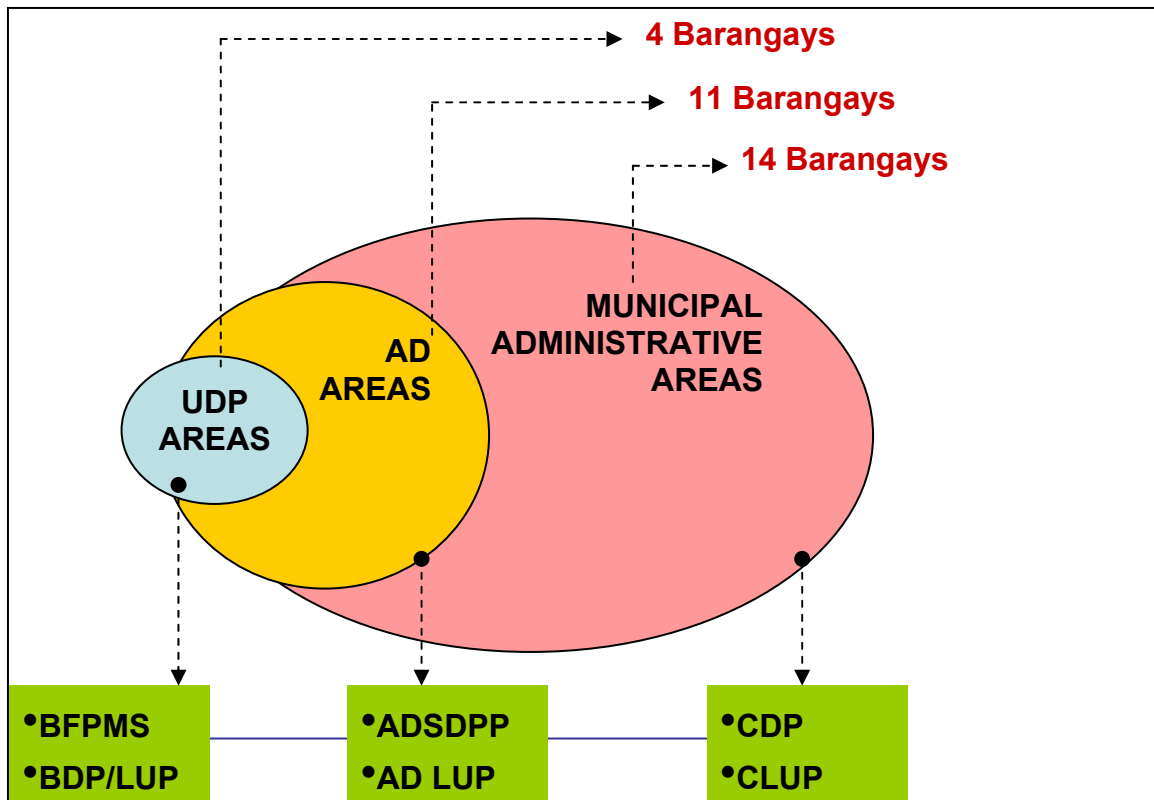 4 Barangays
11 Barangays
14 Barangays
MUNICIPAL
ADMINISTRATIVE
AREAS
AD
AREAS
UDP
AREAS
•BFPMS
•BDP/LUP
•ADSDPP
•AD LUP
•CDP
•CLUP